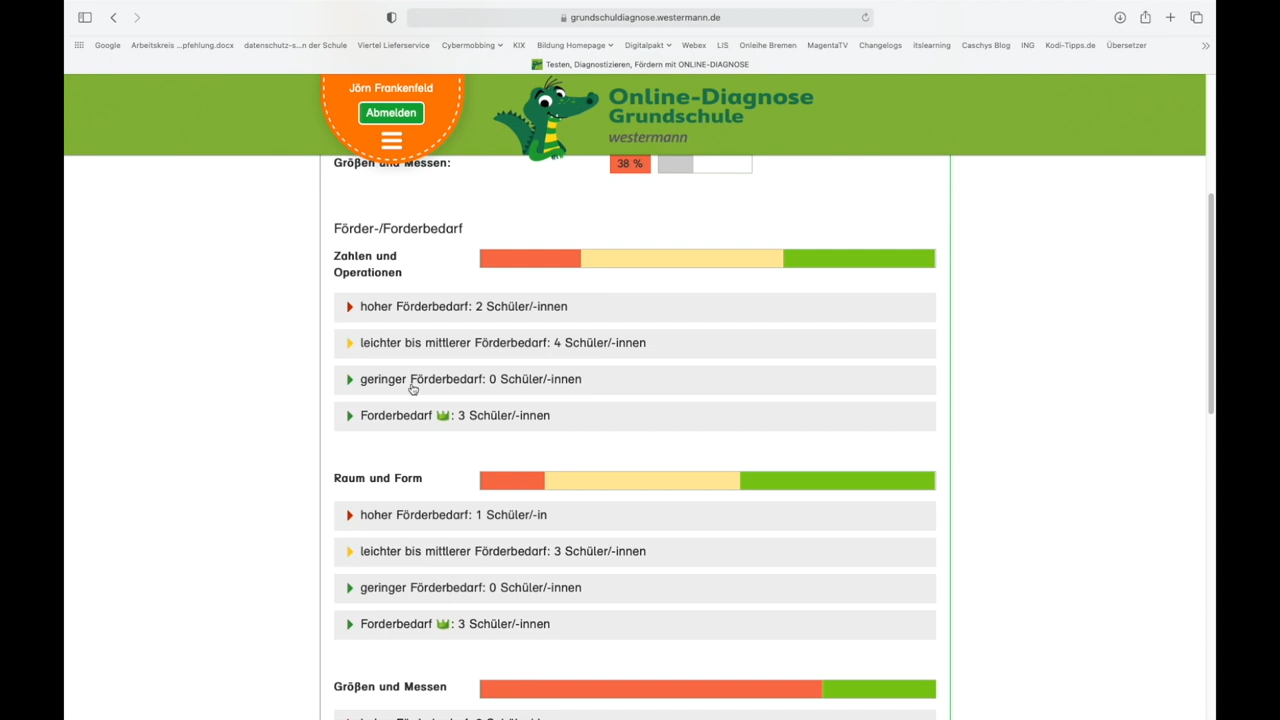 grundschuldiagnose.westermann.de
Google Arbeitskreis ...pfehlung.docx datenschutz-s...n der Schule Viertel Lieferservice Cybermobbing KIX Bildung Homepage Digitalpakt Webex LIS Onleihe Bremen MagentaTV Changelogs itslearning Caschys Blog ING Kodi-Tipps.de Übersetzer
Testen, Diagnostizieren, Fördern mit ONLINE-DIAGNOSE
Jörn Frankenfeld
Abmelden
Online-Diagnose
Grundschule
westermann
Größen und Messen: 38 %
Förder-/Forderbedarf
Zahlen und
Operationen
hoher Förderbedarf: 2 Schüler/-innen
leichter bis mittlerer Förderbedarf: 4 Schüler/-innen
geringer Förderbedarf: 0 Schüler/-innen
Forderbedarf : 3 Schüler/-innen
Raum und Form
hoher Förderbedarf: 1 Schüler/-in
leichter bis mittlerer Förderbedarf: 3 Schüler/-innen
geringer Förderbedarf: 0 Schüler/-innen
Forderbedarf : 3 Schüler/-innen
Größen und Messen